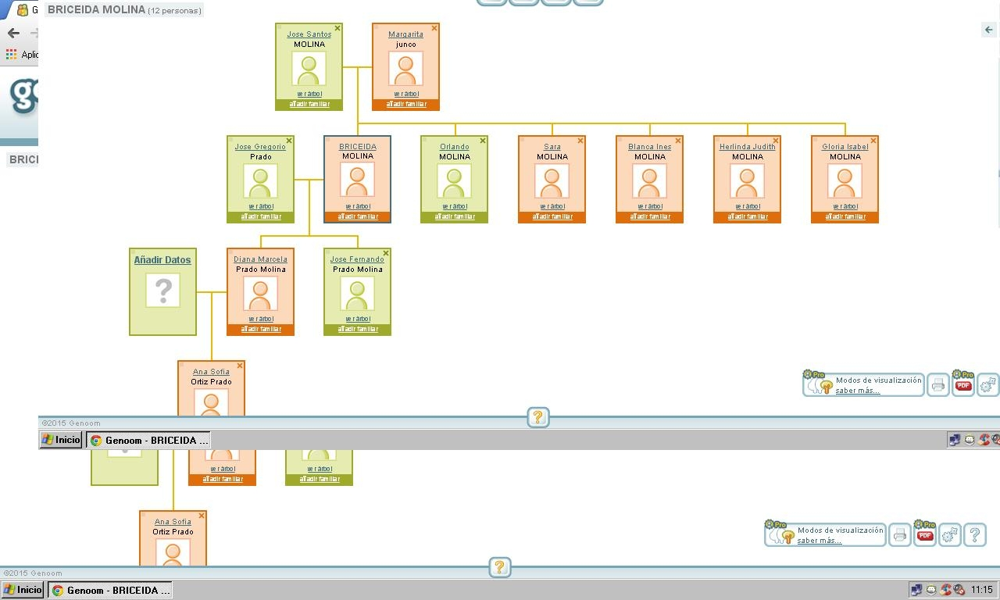 G
BRICEIDA MOLINA (12 personas)
Aplic
BRICI
Jose Santos
MOLINA
ver árbol
añadir familiar
Margarita
junco
ver árbol
añadir familiar
Jose Gregorio
Prado
ver árbol
añadir familiar
BRICEIDA
MOLINA
ver árbol
añadir familiar
Orlando
MOLINA
ver árbol
añadir familiar
Sara
MOLINA
ver árbol
añadir familiar
Blanca Ines
MOLINA
ver árbol
añadir familiar
Herlinda Judith
MOLINA
ver árbol
añadir familiar
Gloria Isabel
MOLINA
ver árbol
añadir familiar
Añadir Datos
?
Diana Marcela
Prado Molina
ver árbol
añadir familiar
Jose Fernando
Prado Molina
ver árbol
añadir familiar
Ana Sofia
Ortiz Prado
Pro
Modos de visualización
saber más...
Pro
PDF
?
©2015 Genoom
Inicio
Genoom - BRICEIDA ...
ver árbol
añadir familiar
ver árbol
añadir familiar
Ana Sofia
Ortiz Prado
Pro
Modos de visualización
saber más...
Pro
PDF
?
?
©2015 Genoom
Inicio
Genoom - BRICEIDA ...
11:15